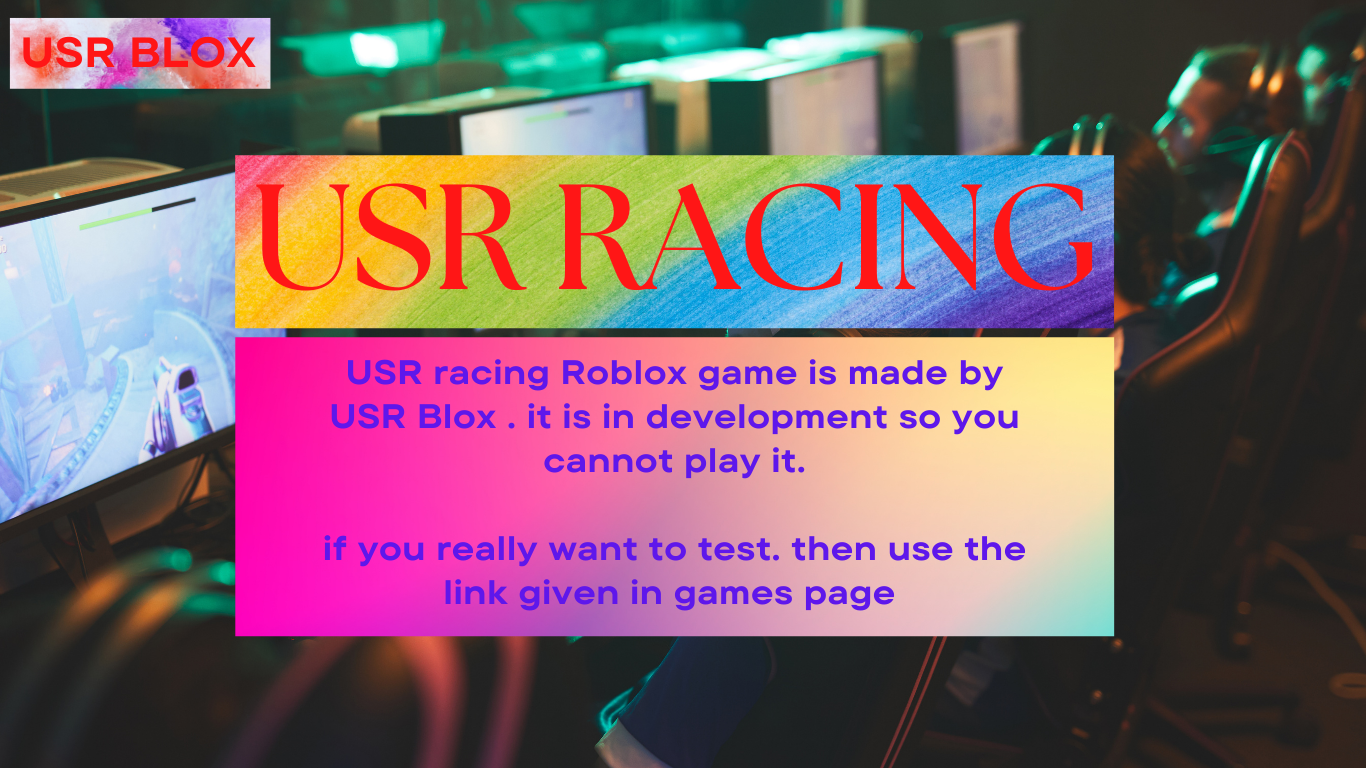 USR BLOX
USR RACING
USR racing Roblox game is made by
USR Blox . it is in development so you
cannot play it.
if you really want to test. then use the
link given in games page